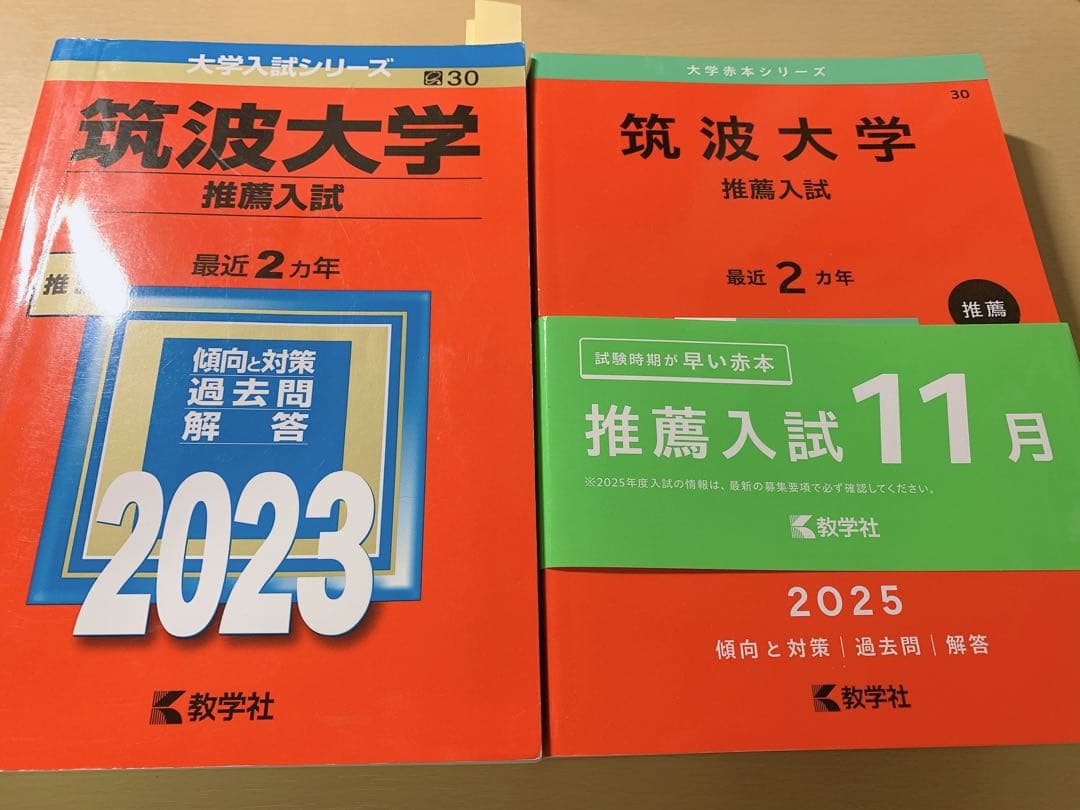 大学入試シリーズ
30
筑波大学
推薦入試
最近2カ年
推
傾向と対策
過去問
解答
2023
教学社
大学赤本シリーズ
30
筑波大学
推薦入試
最近2カ年
推薦
試験時期が早い赤本
推薦入試11月
※2025年度入試の情報は、最新の募集要項で必ず確認してください。
教学社
2025
傾向と対策|過去問|解答
教学社